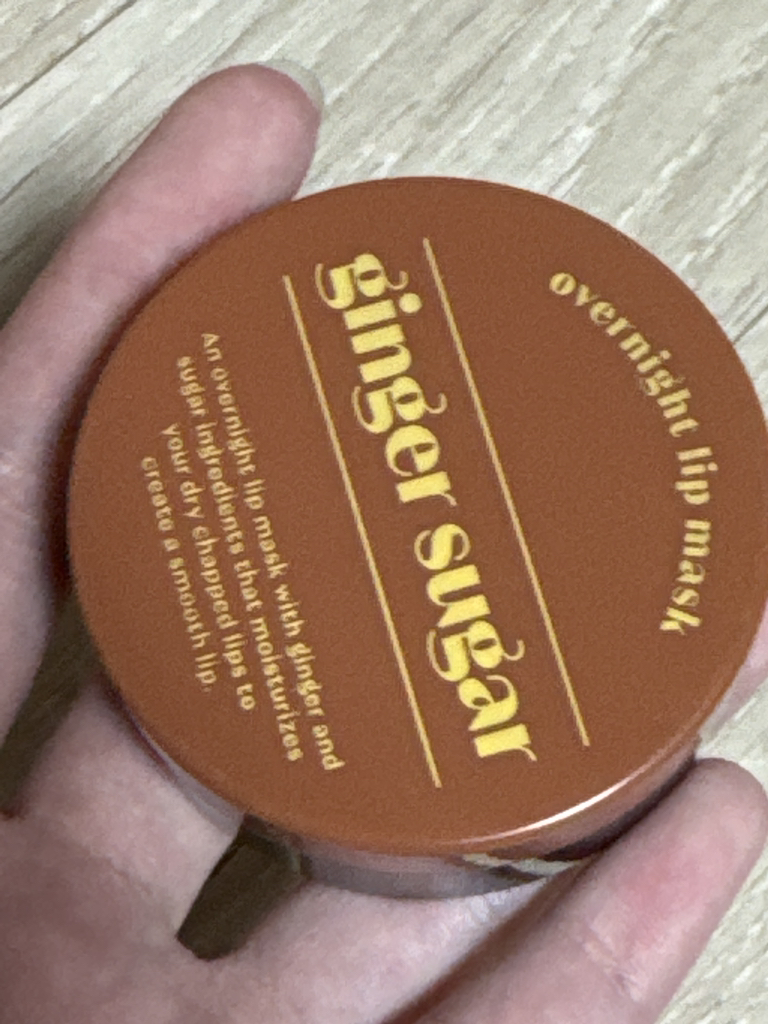 overnight lip mask
ginger sugar
An overnight lip mask with ginger and
sugar ingredients that moisturizes
your dry chapped lips to
create a smooth lip.